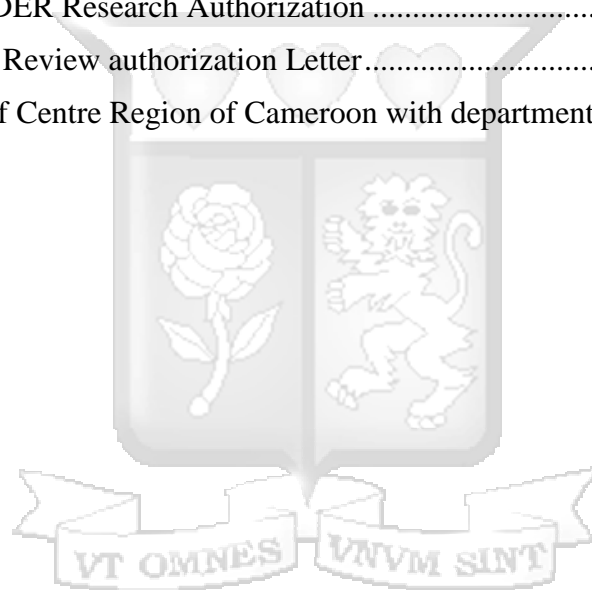 DER Research Authorization ..............................
Review authorization Letter..............................
f Centre Region of Cameroon with department
VT OMNES VNVM SINT